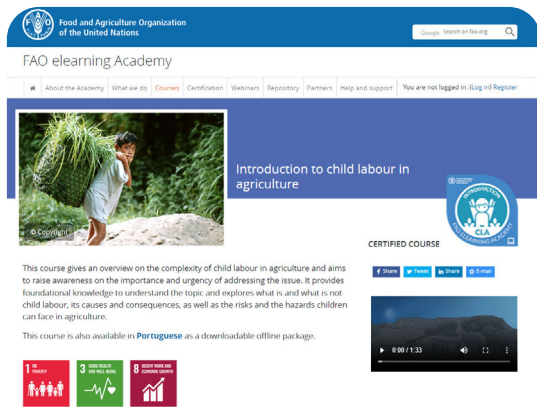 FAO
Food and Agriculture Organization
of the United Nations
Google Search on fao.org
FAO elearning Academy
About the Academy What we do Courses Certification Webinars Repository Partners Help and support You are not logged in. (Log in) Register
Introduction to child labour in
agriculture
© Copyright
INTRODUCTION
CLA
FAO ELEARNING ACADEMY
CERTIFIED COURSE
Share Tweet Share E-mail
This course gives an overview on the complexity of child labour in agriculture and aims
to raise awareness on the importance and urgency of addressing the issue. It provides
foundational knowledge to understand the topic and explores what is and what is not
child labour, its causes and consequences, as well as the risks and the hazards children
can face in agriculture.
This course is also available in Portuguese as a downloadable offline package.
0:00 / 1:33
1 NO
POVERTY
3 GOOD HEALTH
AND WELL BEING
8 DECENT WORK AND
ECONOMIC GROWTH